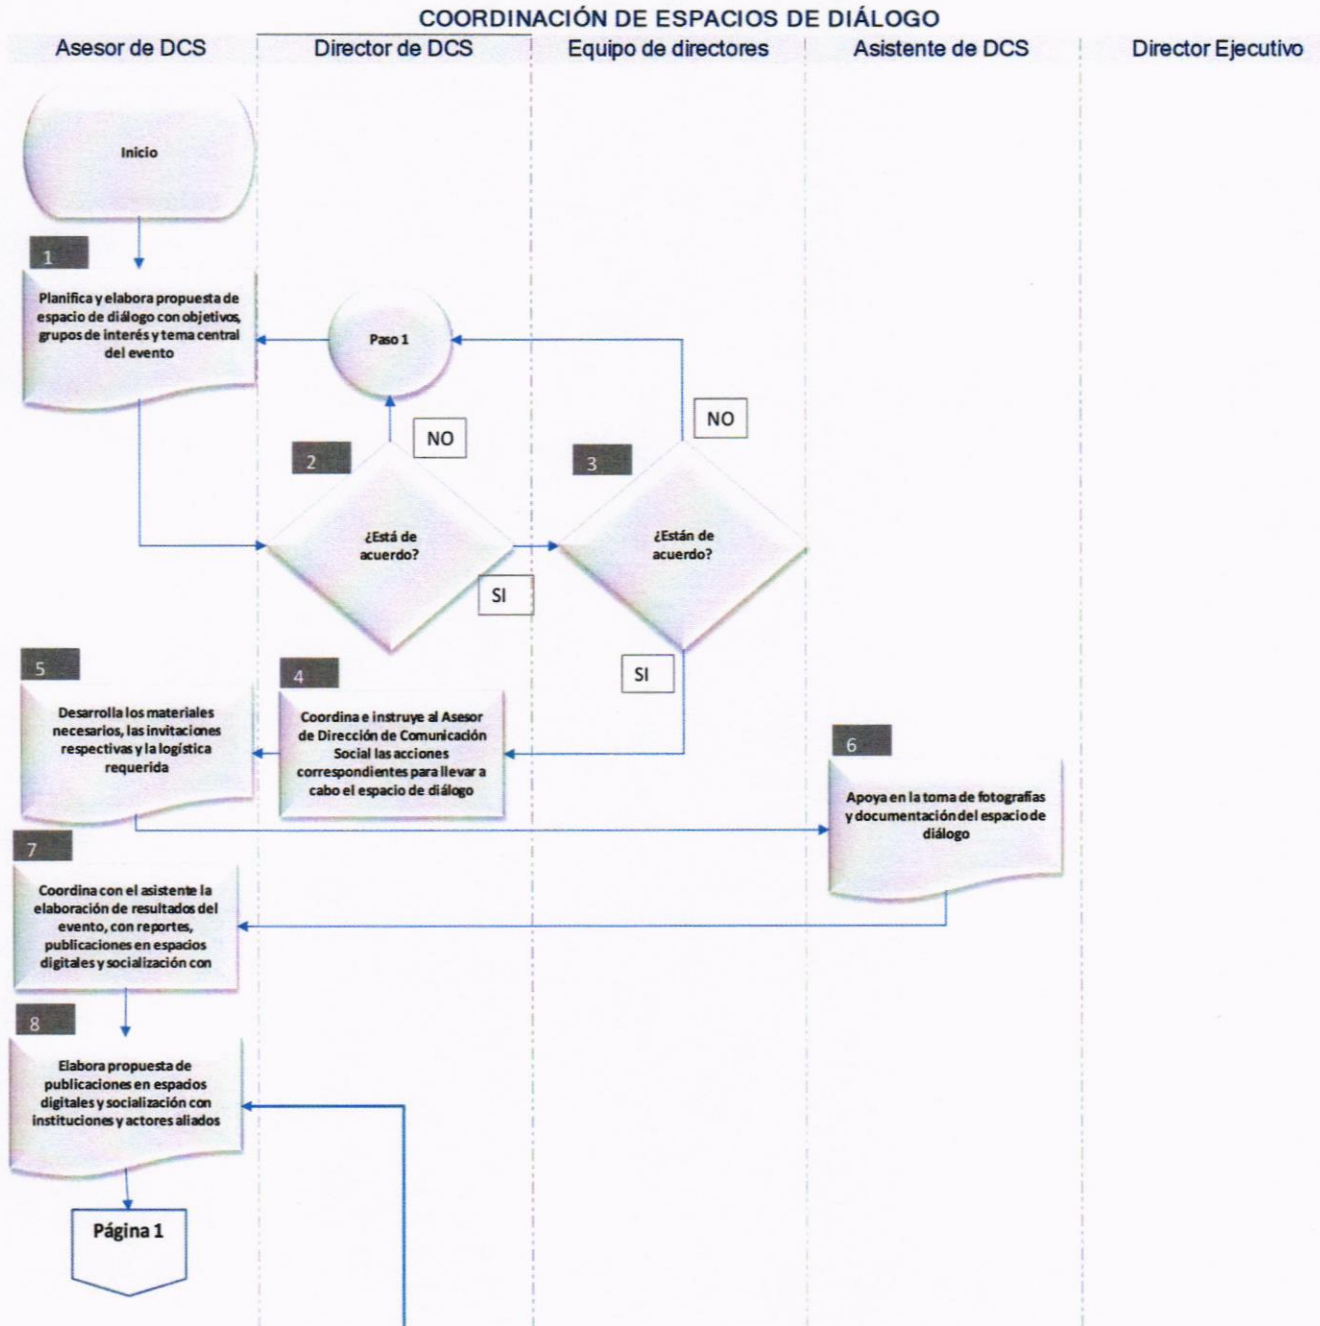 COORDINACIÓN DE ESPACIOS DE DIÁLOGO
Asesor de DCS
Director de DCS
Equipo de directores
Asistente de DCS
Director Ejecutivo
Inicio
1
Planifica y elabora propuesta de
espacio de diálogo con objetivos,
grupos de interés y tema central
del evento
Paso 1
NO
NO
2
¿Está de
acuerdo?
SI
3
¿Están de
acuerdo?
SI
4
Coordina e instruye al Asesor
de Dirección de Comunicación
Social las acciones
correspondientes para llevar a
cabo el espacio de diálogo
5
Desarrolla los materiales
necesarios, las invitaciones
respectivas y la logística
requerida
6
Apoya en la toma de fotografías
y documentación del espacio de
diálogo
7
Coordina con el asistente la
elaboración de resultados del
evento, con reportes,
publicaciones en espacios
digitales y socialización con
8
Elabora propuesta de
publicaciones en espacios
digitales y socialización con
instituciones y actores aliados
Página 1